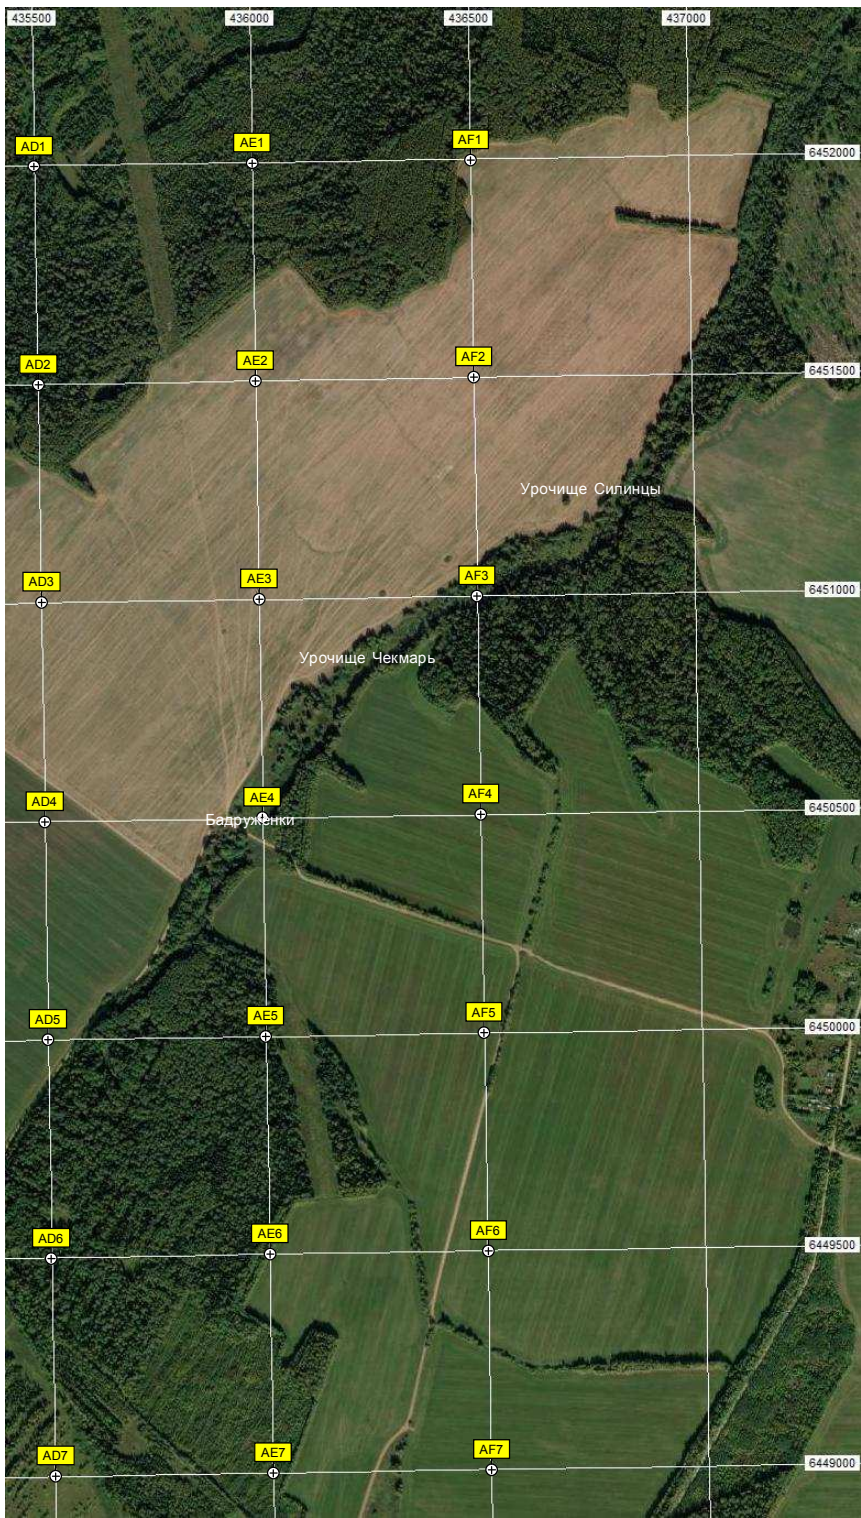 435500 436000 436500 437000
AD1 AE1 AF1 6452000
AD2 AE2 AF2 6451500
Урочище Силинцы
AD3 AE3 AF3 6451000
Урочище Чекмарь
AD4 AE4 AF4 6450500
Бадруженки
AD5 AE5 AF5 6450000
AD6 AE6 AF6 6449500
AD7 AE7 AF7 6449000